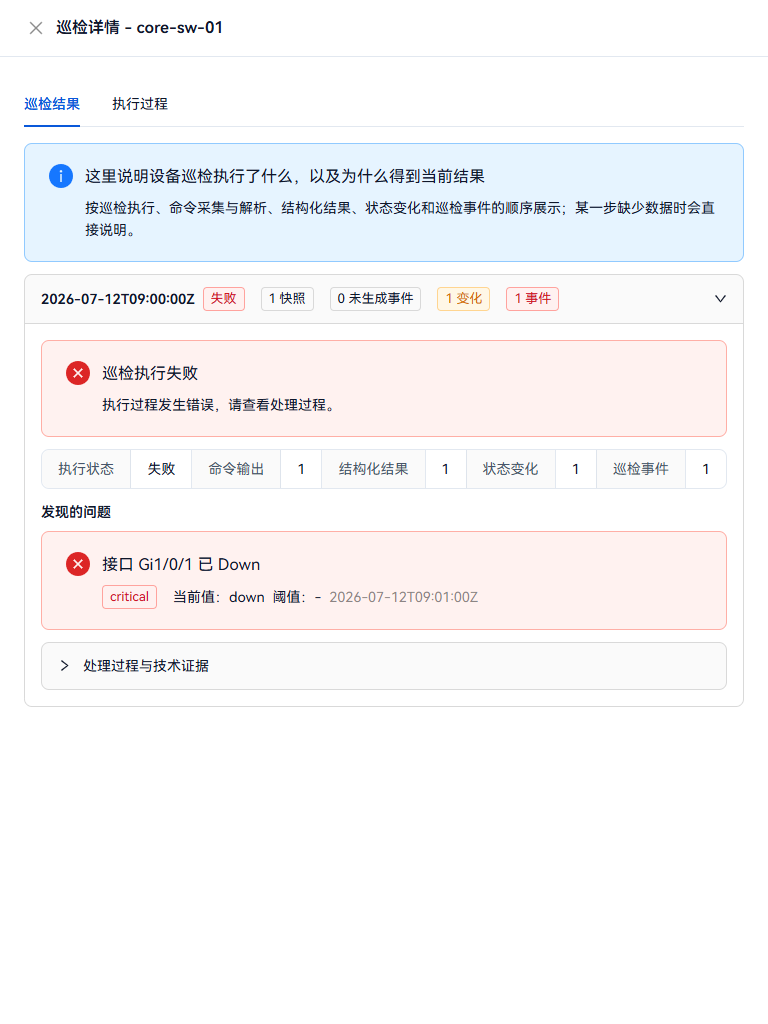 巡检详情 - core-sw-01
巡检结果 执行过程
这里说明设备巡检执行了什么，以及为什么得到当前结果
按巡检执行、命令采集与解析、结构化结果、状态变化和巡检事件的顺序展示；某一步缺少数据时会直
接说明。
2026-07-12T09:00:00Z 失败 1 快照 0 未生成事件 1 变化 1 事件
巡检执行失败
执行过程发生错误，请查看处理过程。
执行状态 失败 命令输出 1 结构化结果 1 状态变化 1 巡检事件 1
发现的问题
接口 Gi1/0/1 已 Down
critical 当前值：down 阈值：- 2026-07-12T09:01:00Z
处理过程与技术证据